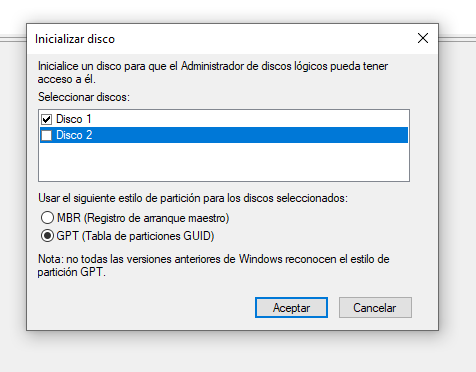 Inicializar disco
Inicialice un disco para que el Administrador de discos lógicos pueda tener
acceso a él.
Seleccionar discos:
Disco 1
Disco 2
Usar el siguiente estilo de partición para los discos seleccionados:
MBR (Registro de arranque maestro)
GPT (Tabla de particiones GUID)
Nota: no todas las versiones anteriores de Windows reconocen el estilo de
partición GPT.
Aceptar
Cancelar